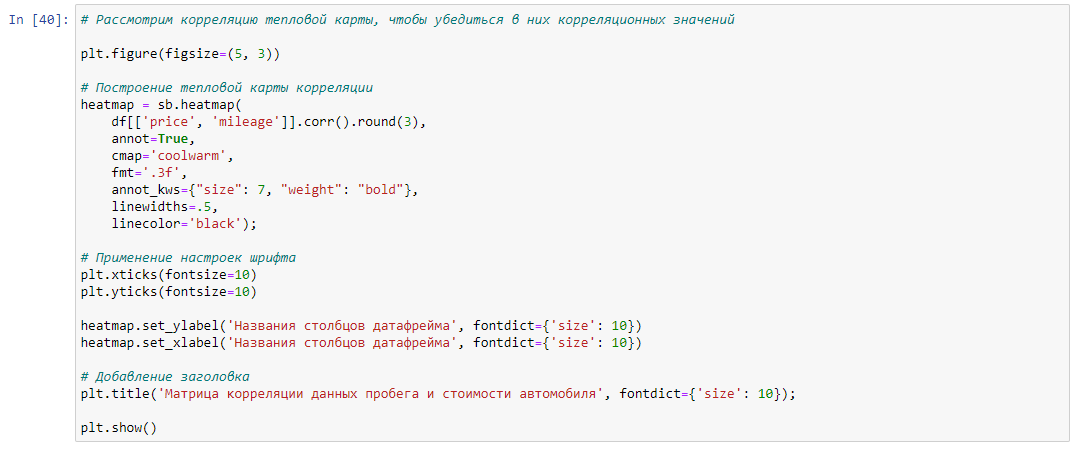 In [40]: # Рассмотрим корреляцию тепловой карты, чтобы убедиться в них корреляционных значений
plt.figure(figsize=(5, 3))
# Построение тепловой карты корреляции
heatmap = sb.heatmap(
    df[['price', 'mileage']].corr().round(3),
    annot=True,
    cmap='coolwarm',
    fmt='.3f',
    annot_kws={"size": 7, "weight": "bold"},
    linewidths=.5,
    linecolor='black');
# Применение настроек шрифта
plt.xticks(fontsize=10)
plt.yticks(fontsize=10)
heatmap.set_ylabel('Названия столбцов датафрейма', fontdict={'size': 10})
heatmap.set_xlabel('Названия столбцов датафрейма', fontdict={'size': 10})
# Добавление заголовка
plt.title('Матрица корреляции данных пробега и стоимости автомобиля', fontdict={'size': 10});
plt.show()